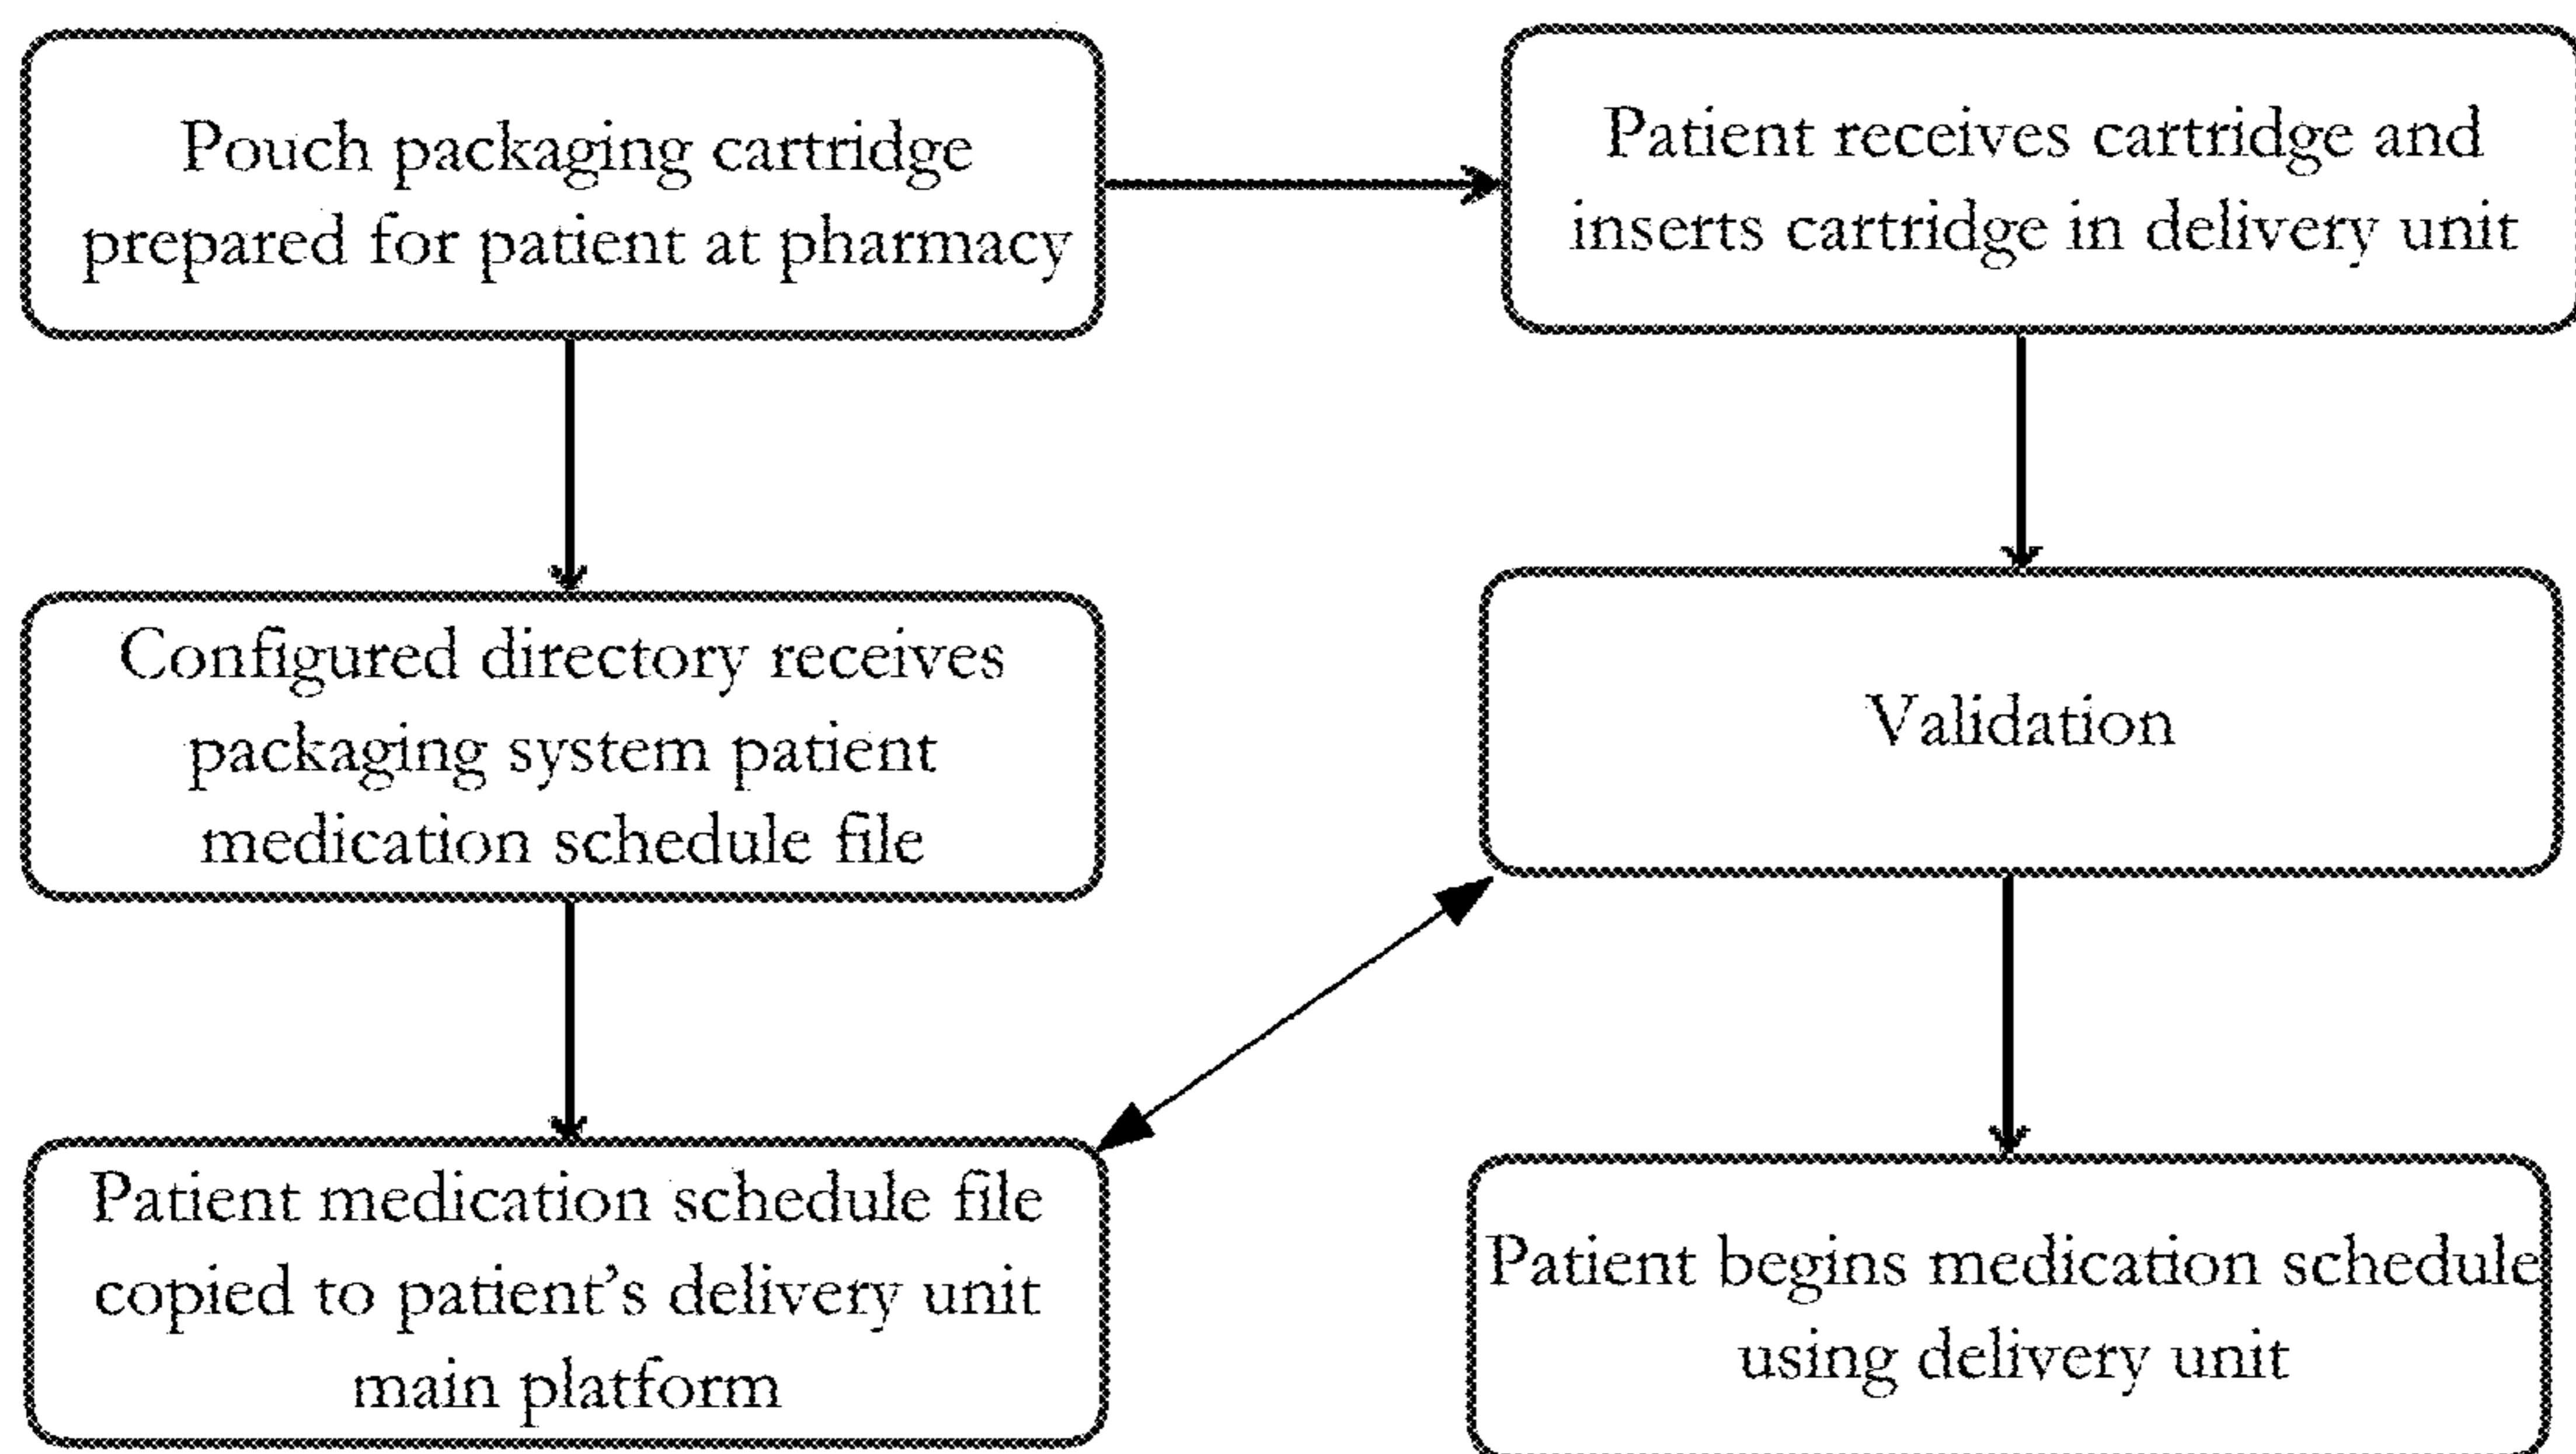 Pouch packaging cartridge
prepared for patient at pharmacy
Patient receives cartridge and
inserts cartridge in delivery unit
Configured directory receives
packaging system patient
medication schedule file
Validation
Patient medication schedule file
copied to patient’s delivery unit
main platform
Patient begins medication schedule
using delivery unit